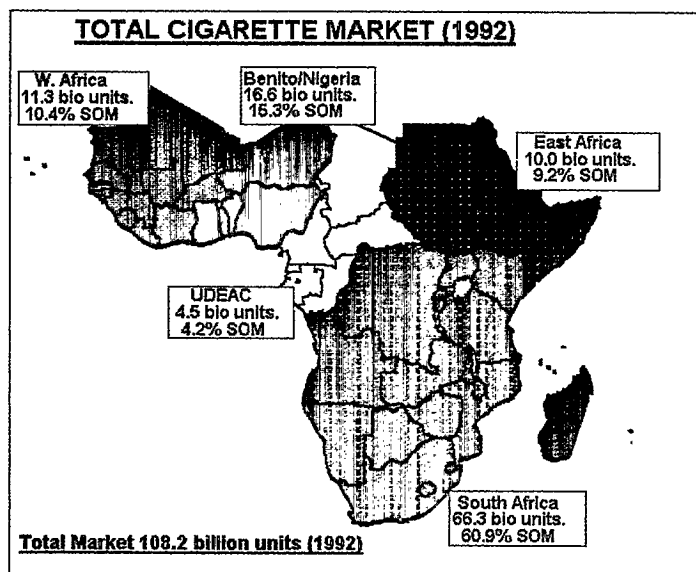 TOTAL CIGARETTE MARKET (1992)
W. Africa
11.3 bio units.
10.4% SOM
Benito/Nigeria
16.6 bio units.
15.3% SOM
East Africa
10.0 bio units.
9.2% SOM
UDEAC
4.5 bio units.
4.2% SOM
South Africa
66.3 bio units.
60.9% SOM
Total Market 108.2 billion units (1992)